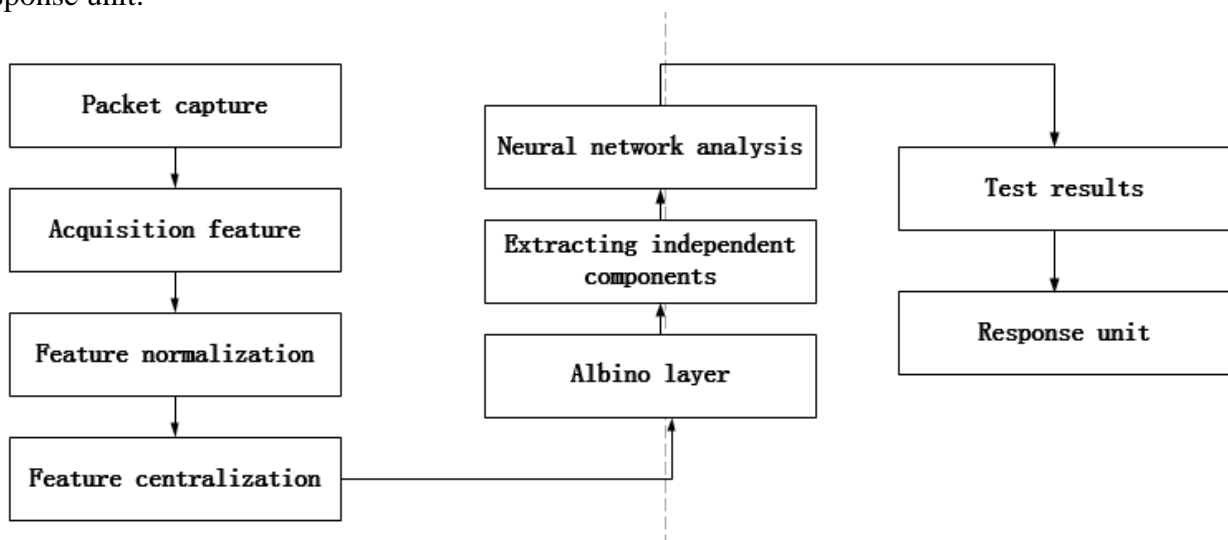 sponse unit.
Packet capture
Acquisition feature
Feature normalization
Feature centralization
Neural network analysis
Extracting independent
components
Albino layer
Test results
Response unit